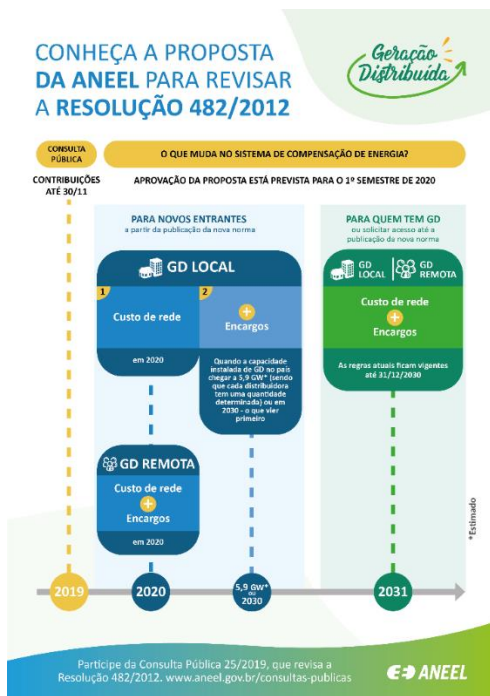 CONHEÇA A PROPOSTA
DA ANEEL PARA REVISAR
A RESOLUÇÃO 482/2012
Geração
Distribuída
CONSULTA
PÚBLICA
O QUE MUDA NO SISTEMA DE COMPENSAÇÃO DE ENERGIA?
CONTRIBUIÇÕES
ATÉ 30/11
APROVAÇÃO DA PROPOSTA ESTÁ PREVISTA PARA O 1º SEMESTRE DE 2020
PARA NOVOS ENTRANTES
a partir da publicação da nova norma
GD LOCAL
1
Custo de rede
em 2020
2
+
Encargos
Quando a capacidade
instalada de GD no país
chegar a 5,9 GW* (sendo
que cada distribuidora
tem uma quantidade
determinada) ou em
2030 - o que vier
primeiro
GD REMOTA
Custo de rede
+
Encargos
em 2020
PARA QUEM TEM GD
ou solicitar acesso até a
publicação da nova norma
GD
LOCAL
GD
REMOTA
Custo de rede
+
Encargos
As regras atuais ficam vigentes
até 31/12/2030
*Estimado
2019
2020
5,9 GW*
ou
2030
2031
Participe da Consulta Pública 25/2019, que revisa a
Resolução 482/2012. www.aneel.gov.br/consultas-publicas
ANEEL